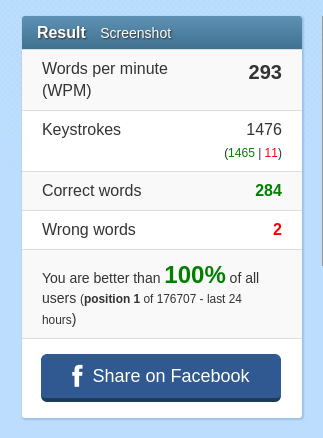 Result Screenshot
Words per minute 293
(WPM)
Keystrokes 1476
(1465 | 11)
Correct words 284
Wrong words 2
You are better than 100% of all
users (position 1 of 176707 - last 24
hours)
f Share on Facebook